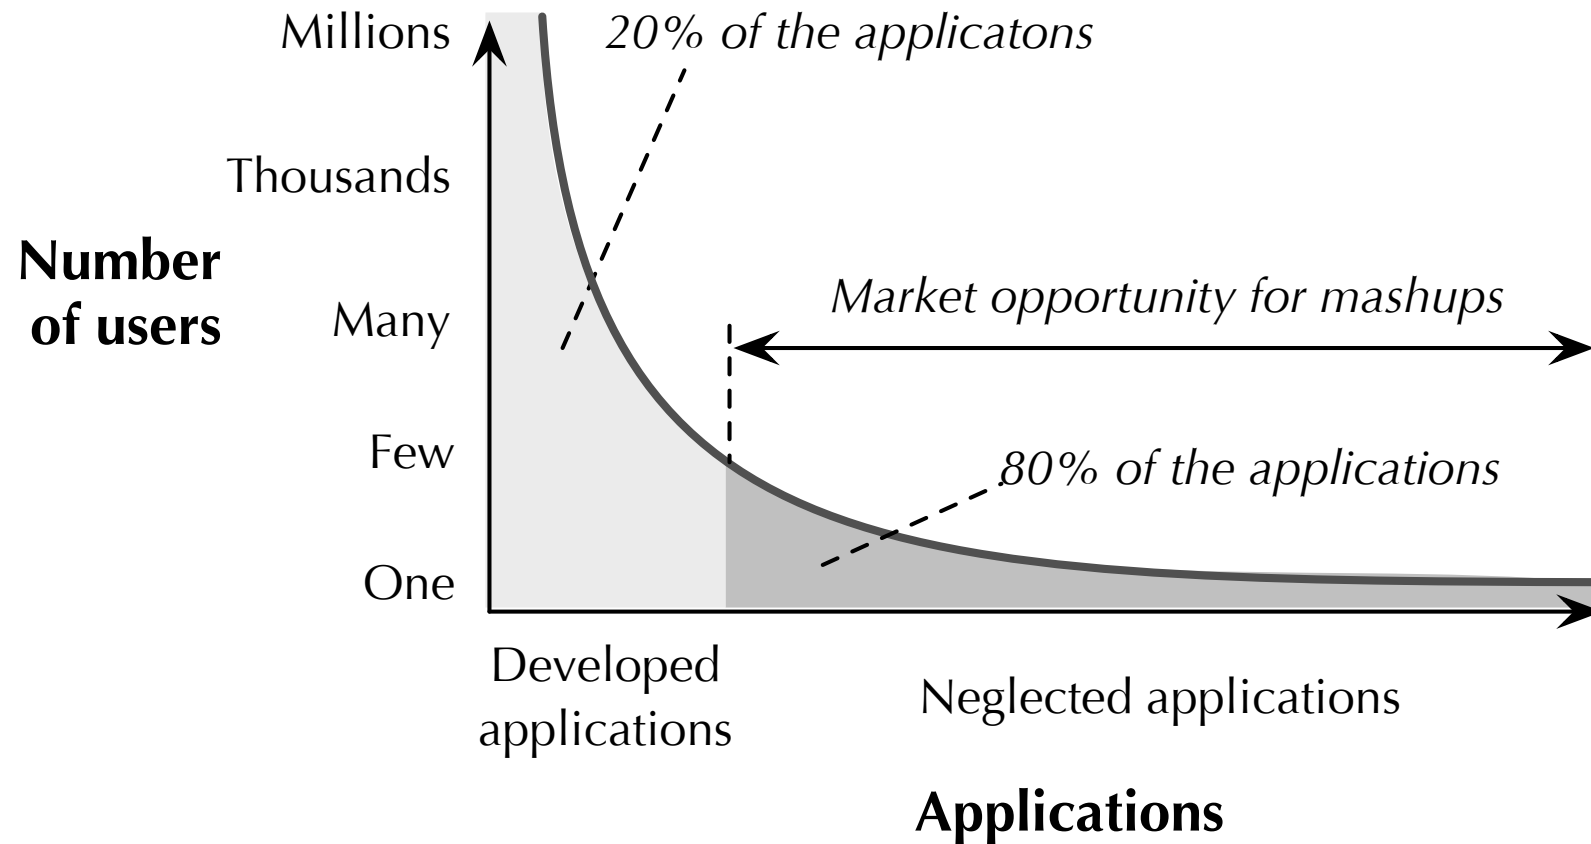 Millions
20% of the applicatons
Thousands
Number
of users
Many
Market opportunity for mashups
Few
80% of the applications
One
Developed
applications
Neglected applications
Applications